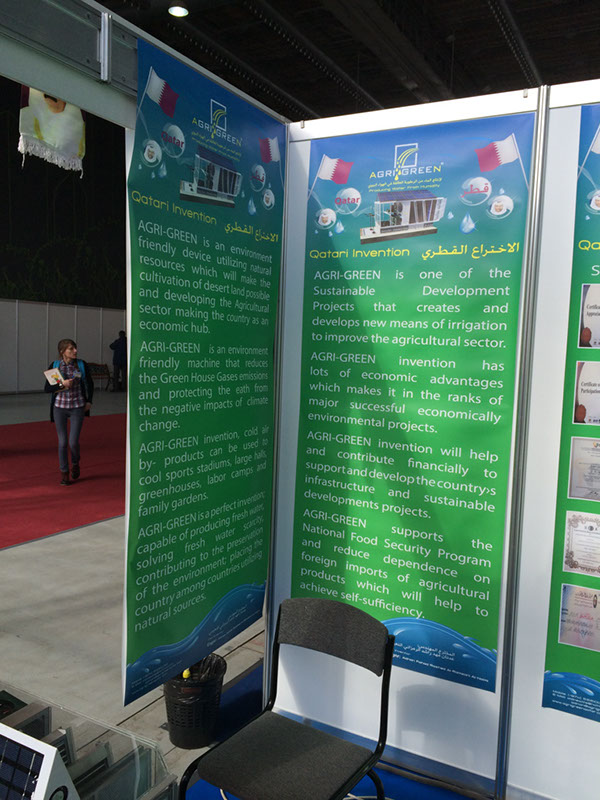 AGRI GREEN
Qatar
Qatari Invention الاختراع القطري
AGRI-GREEN is an environment
friendly device utilizing natural
resources which will make the
cultivation of desert land possible
and developing the Agricultural
sector making the country as an
economic hub.
AGRI-GREEN is an environment
friendly machine that reduces
the Green House Gases emissions
and protecting the eath from
the negative impacts of climate
change.
AGRI-GREEN invention, cold air
by- products can be used to
cool sports stadiums, large halls,
greenhouses, labor camps and
family gardens.
AGRI-GREEN is a perfect invention;
capable of producing fresh water,
solving fresh water scarcity,
contributing to the preservation
of the environment; placing the
country among countries utilising
natural sources.
AGRI GREEN
Qatar
قطر
Qatari Invention الاختراع القطري
AGRI-GREEN is one of the
Sustainable Development
Projects that creates and
develops new means of irrigation
to improve the agricultural sector.
AGRI-GREEN invention has
lots of economic advantages
which makes it in the ranks of
major successful economically
environmental projects.
AGRI-GREEN invention will help
and contribute financially to
support and develop the country›s
infrastructure and sustainable
developments projects.
AGRI-GREEN supports the
National Food Security Program
and reduce dependence on
foreign imports of agricultural
products which will help to
achieve self-sufficiency.